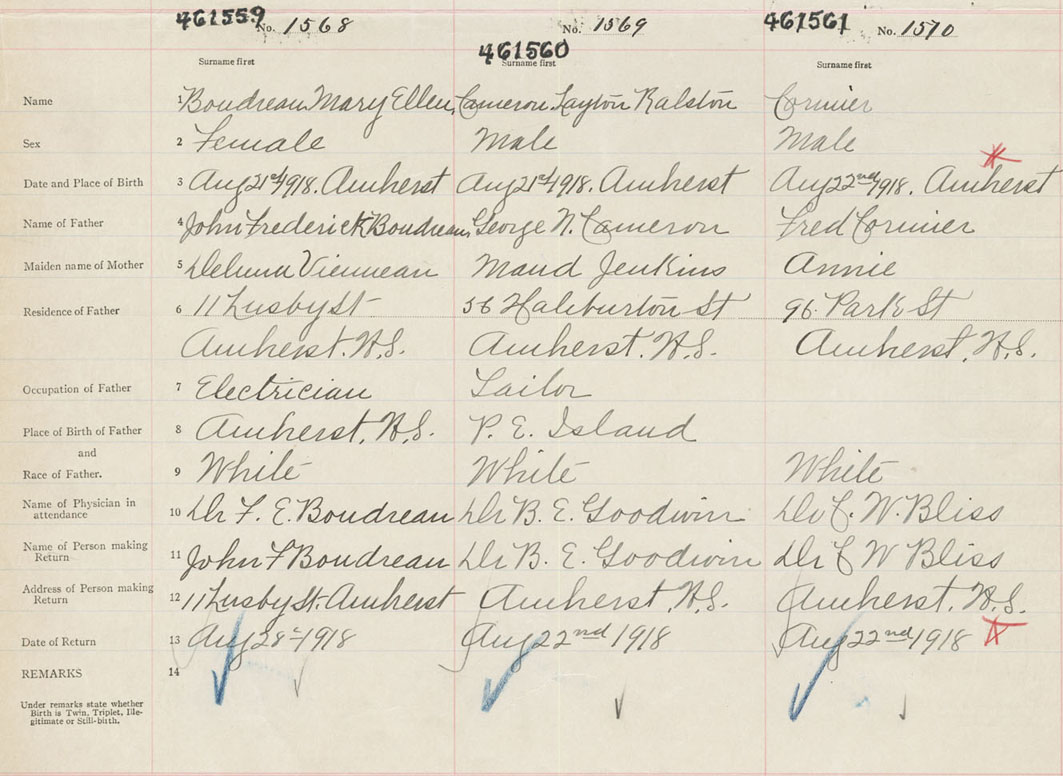 461559 No. 1568 461560 No. 1569 461561 No. 1570
Surname first Surname first Surname first
Name 1 Boudreau Mary Ellen, Cameron Layton Ralston Cormier
Sex 2 Female Male Male
Date and Place of Birth 3 Aug 21st 1918. Amherst Aug 21st 1918. Amherst Aug 22nd 1918. Amherst
Name of Father 4 John Frederick Boudreau George N. Cameron Fred Cormier
Maiden name of Mother 5 Vienneau Maud Jenkins Annie
Residence of Father 6 11 Lusby St 56 Haliburton St 96 Park St
Amherst. N.S. Amherst. N.S. Amherst, N.S.
Occupation of Father 7 Electrician Tailor
Place of Birth of Father 8 Amherst, N.S. P. E. Island
and
Race of Father. 9 White White White
Name of Physician in
attendance 10 Dr F. E. Boudreau Dr B. E. Goodwin Dr C. W. Bliss
Name of Person making
Return 11 John F Boudreau Dr B. E. Goodwin Dr C W Bliss
Address of Person making
Return 12 11 Lusby St. Amherst Amherst, N.S. Amherst, N.S.
Date of Return 13 Aug 28 1918 Aug 22nd 1918 Aug 22nd 1918
REMARKS 14
Under remarks state whether
Birth is Twin, Triplet, Ille-
gitimate or Still-birth.